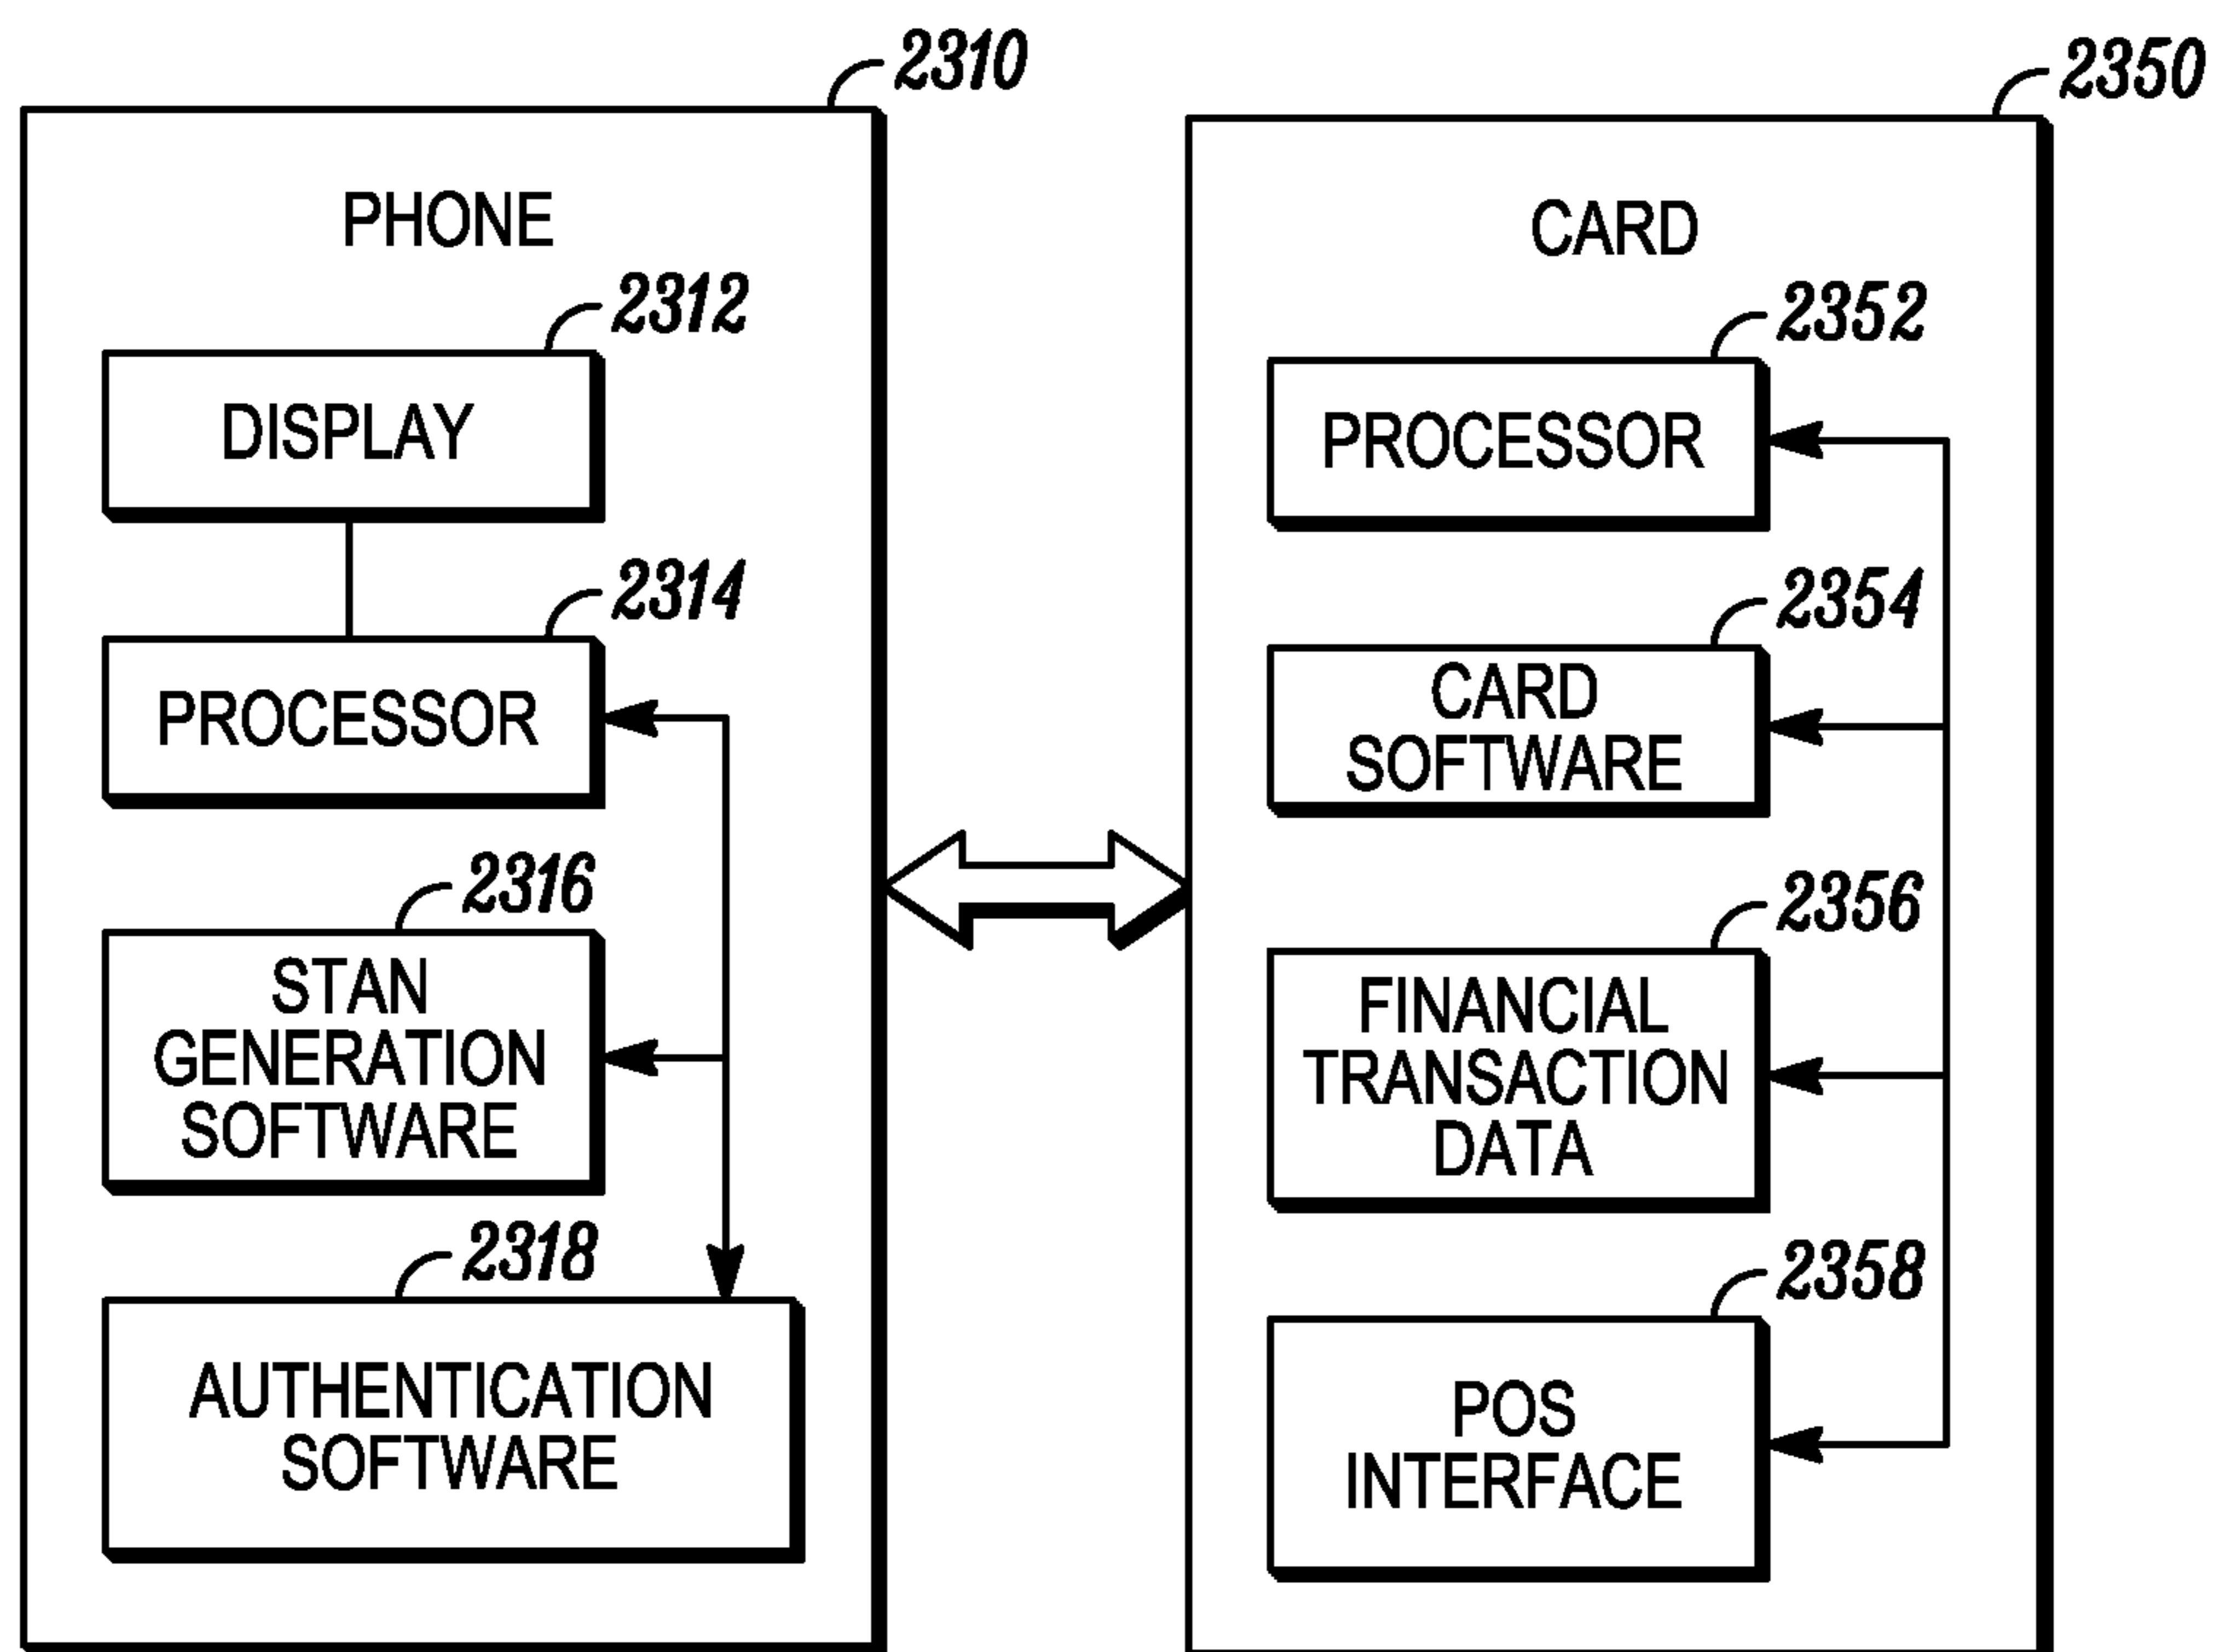 2310
PHONE
2312
DISPLAY
2314
PROCESSOR
2316
STAN
GENERATION
SOFTWARE
2318
AUTHENTICATION
SOFTWARE
2350
CARD
2352
PROCESSOR
2354
CARD
SOFTWARE
2356
FINANCIAL
TRANSACTION
DATA
2358
POS
INTERFACE